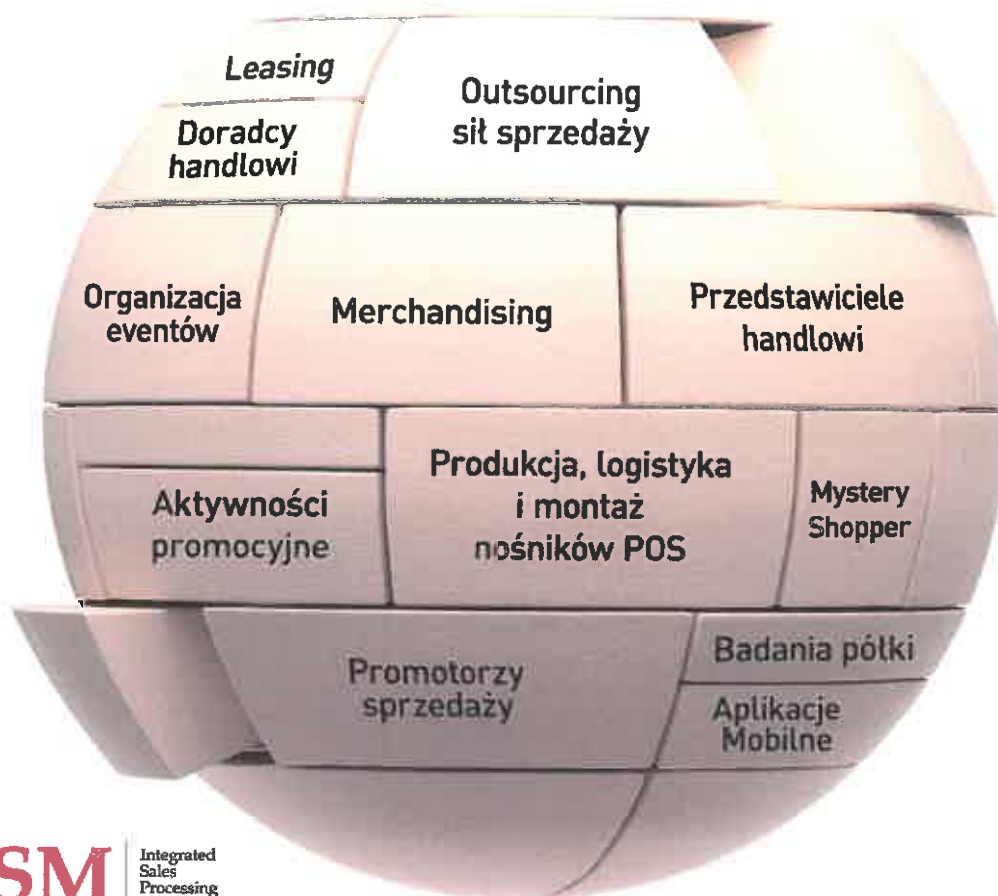 Leasing
Outsourcing
sił sprzedaży
Doradcy
handlowi
Organizacja
eventów
Merchandising
Przedstawiciele
handlowi
Aktywności
promocyjne
Produkcja, logistyka
i montaż
nośników POS
Mystery
Shopper
Promotorzy
sprzedaży
Badania półki
Aplikacje
Mobilne
SM
Integrated
Sales
Processing